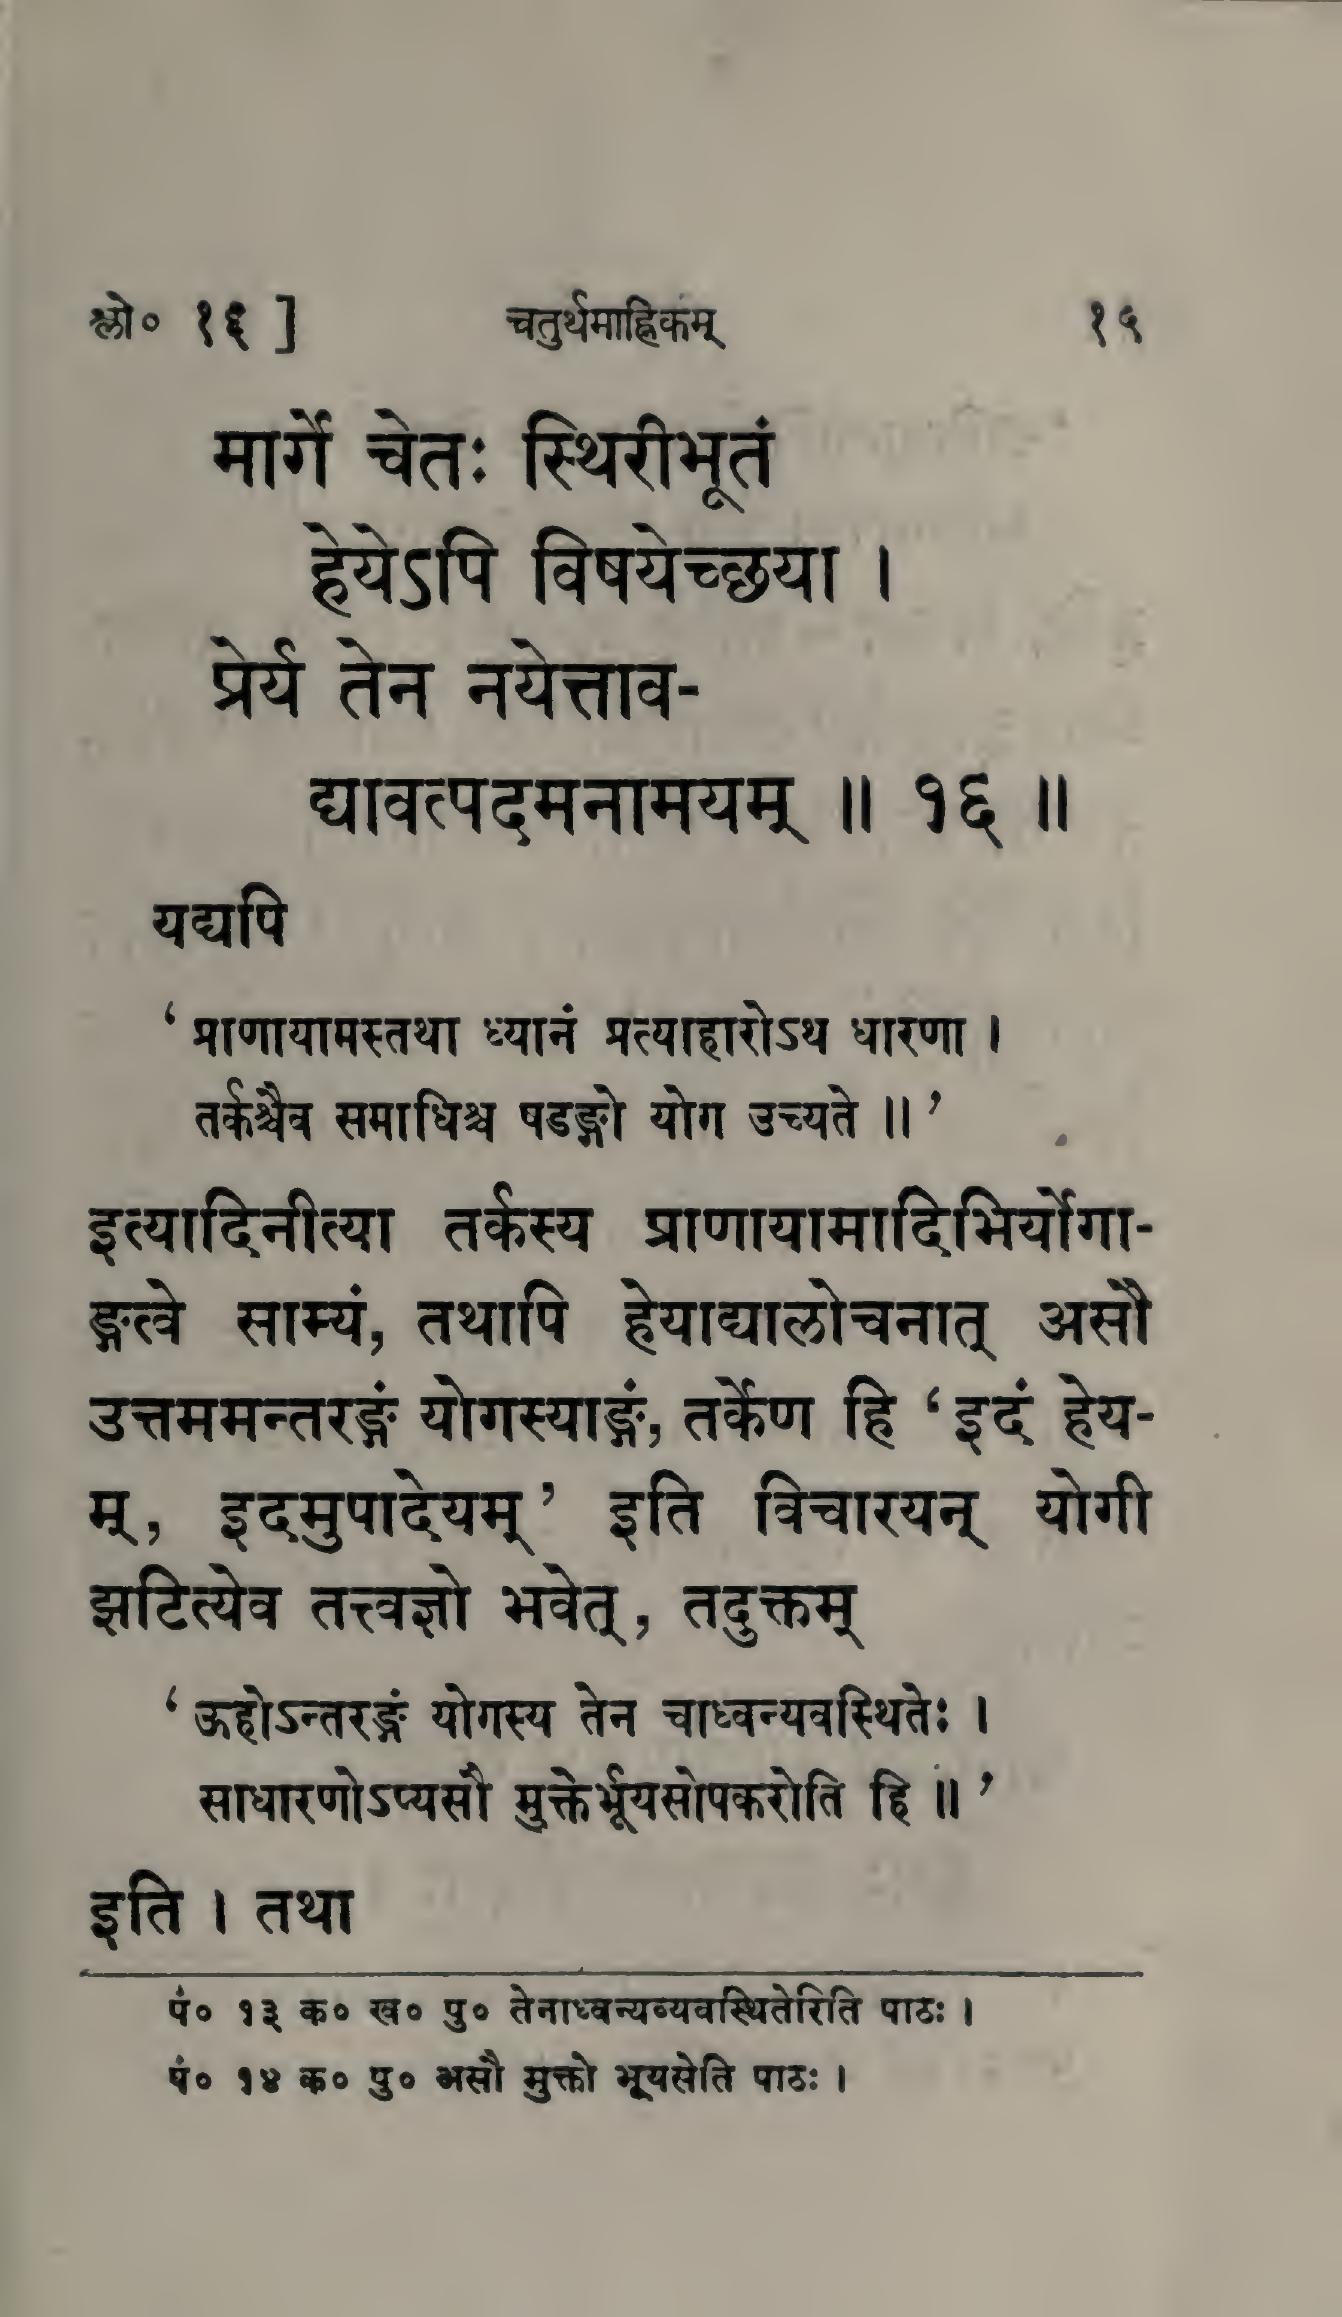 श्लो० १६ ] चतुर्थमाह्निकम् १५
मार्गे चेतः स्थिरीभूतं
हेयेऽपि विषयेच्छया ।
प्रेर्य तेन नयेत्ताव-
द्यावत्पदमनामयम् ॥ १६ ॥
यद्यपि
‘ प्राणायामस्तथा ध्यानं प्रत्याहारोऽथ धारणा ।
तर्कश्चैव समाधिश्च षडङ्गो योग उच्यते ॥ ’
इत्यादिनीत्या तर्कस्य प्राणायामादिभिर्योगा-
ङ्गत्वे साम्यं, तथापि हेयाद्यालोचनात् असौ
उत्तममन्तरङ्गं योगस्याङ्गं, तर्केण हि ‘ इदं हेय-
म्, इदमुपादेयम् ’ इति विचारयन् योगी
झटित्येव तत्त्वज्ञो भवेत्, तदुक्तम्
‘ ऊहोऽन्तरङ्गं योगस्य तेन चाध्वन्यवस्थितेः ।
साधारणोऽप्यसौ मुक्तेर्भूयसोपकरोति हि ॥ ’
इति । तथा
पं० १३ क० ख० पु० तेनाध्वन्यव्यवस्थितेरिति पाठः ।
पं० १४ क० पु० असौ मुक्तो भूयसेति पाठः ।